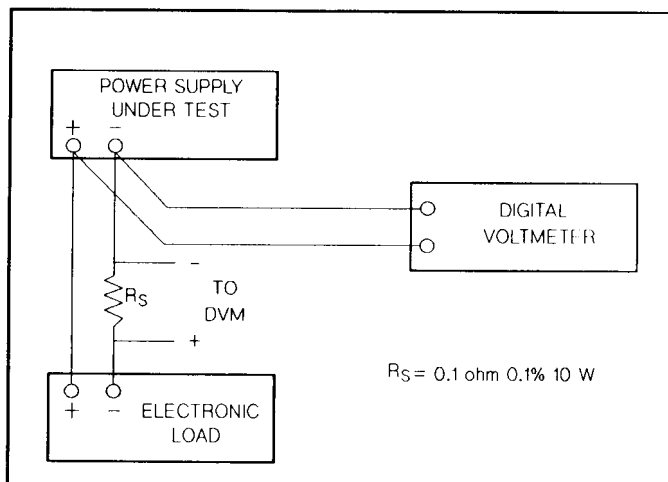 POWER SUPPLY
UNDER TEST
+ −
DIGITAL
VOLTMETER
−
RS
TO
DVM
+
RS = 0.1 ohm 0.1% 10 W
+ −
ELECTRONIC
LOAD